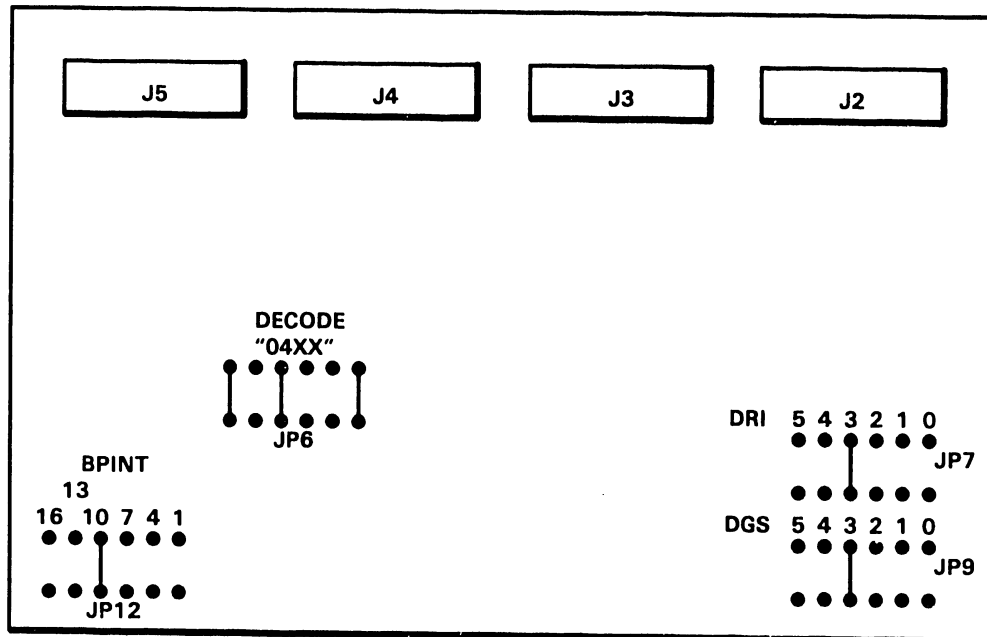 J5 J4 J3 J2
DECODE
"04XX"
JP6
DRI 5 4 3 2 1 0
JP7
BPINT
13
16 10 7 4 1
JP12
DGS 5 4 3 2 1 0
JP9